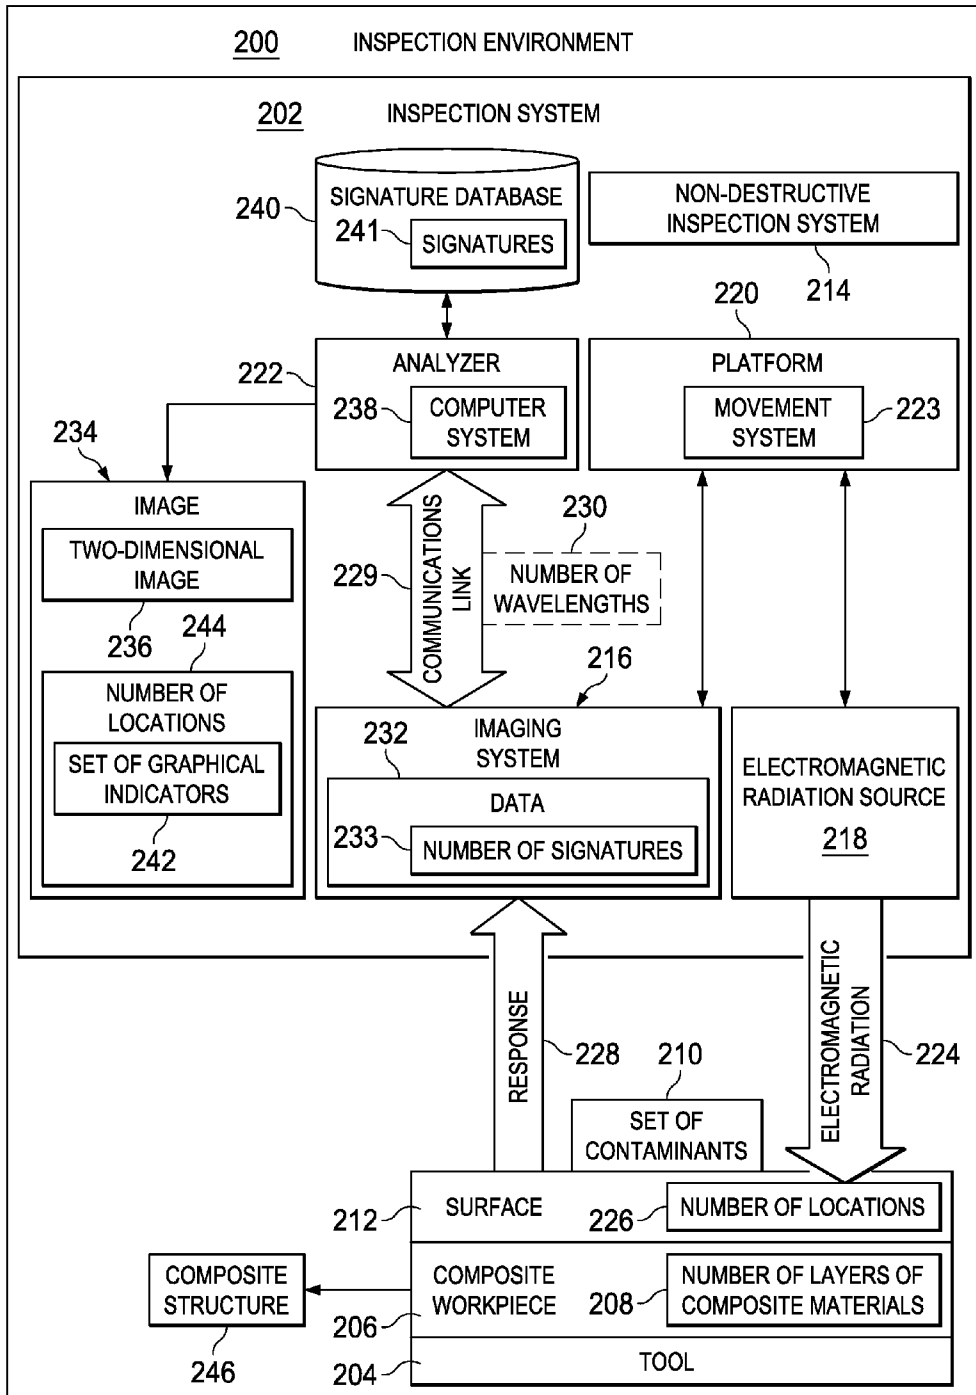 200 INSPECTION ENVIRONMENT
202 INSPECTION SYSTEM
240
SIGNATURE DATABASE
241
SIGNATURES
NON-DESTRUCTIVE
INSPECTION SYSTEM
214
220
222
ANALYZER
238
COMPUTER
SYSTEM
PLATFORM
MOVEMENT
SYSTEM
223
234
IMAGE
TWO-DIMENSIONAL
IMAGE
236
244
NUMBER OF
LOCATIONS
SET OF GRAPHICAL
INDICATORS
242
229
COMMUNICATIONS
LINK
230
NUMBER OF
WAVELENGTHS
216
IMAGING
SYSTEM
232
DATA
233
NUMBER OF SIGNATURES
ELECTROMAGNETIC
RADIATION SOURCE
218
RESPONSE
228
ELECTROMAGNETIC
RADIATION
224
210
SET OF
CONTAMINANTS
212
SURFACE
226
NUMBER OF LOCATIONS
COMPOSITE
STRUCTURE
246
206
COMPOSITE
WORKPIECE
208
NUMBER OF LAYERS OF
COMPOSITE MATERIALS
204
TOOL